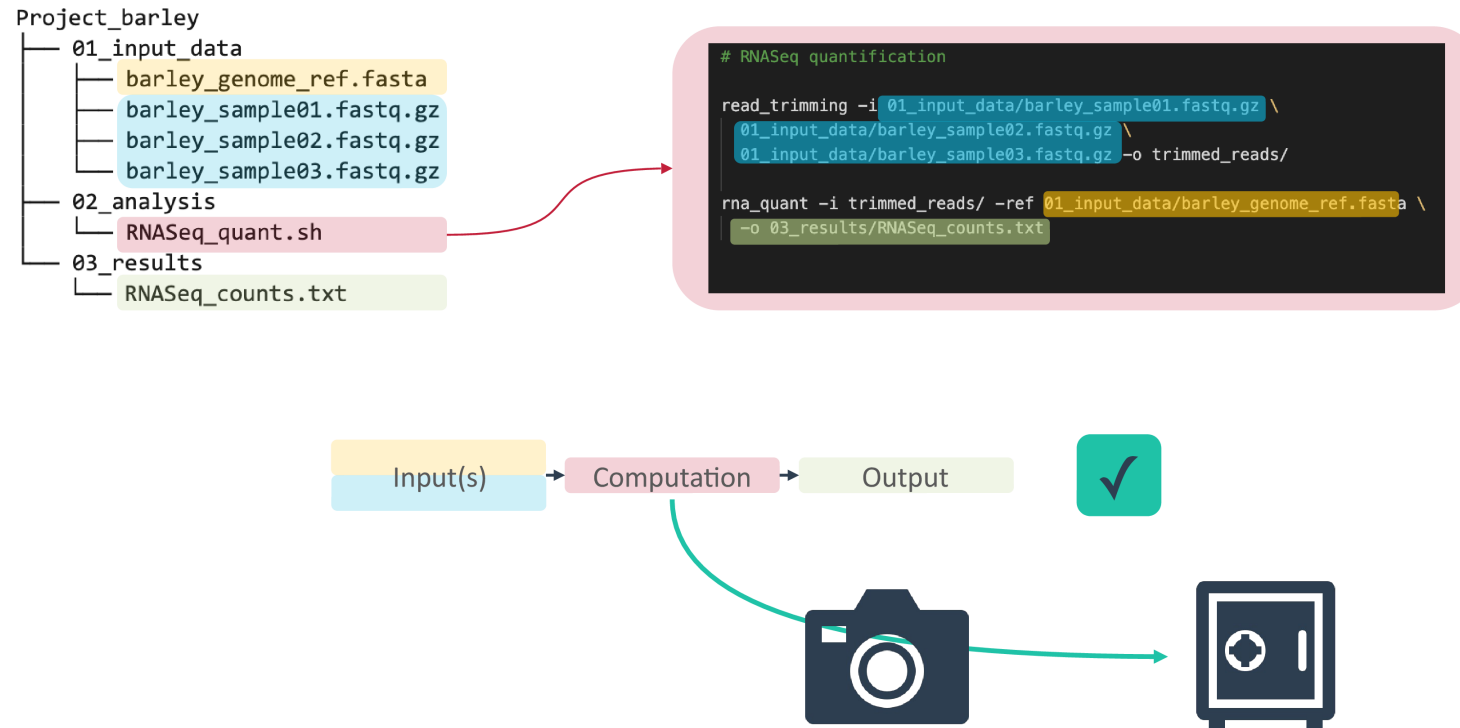 Project_barley
01_input_data
barley_genome_ref.fasta
barley_sample01.fastq.gz
barley_sample02.fastq.gz
barley_sample03.fastq.gz
02_analysis
RNASeq_quant.sh
03_results
RNASeq_counts.txt
# RNASeq quantification
read_trimming -i 01_input_data/barley_sample01.fastq.gz \
01_input_data/barley_sample02.fastq.gz \
01_input_data/barley_sample03.fastq.gz -o trimmed_reads/
rna_quant -i trimmed_reads/ -ref 01_input_data/barley_genome_ref.fasta \
-o 03_results/RNASeq_counts.txt
Input(s)
Computation
Output